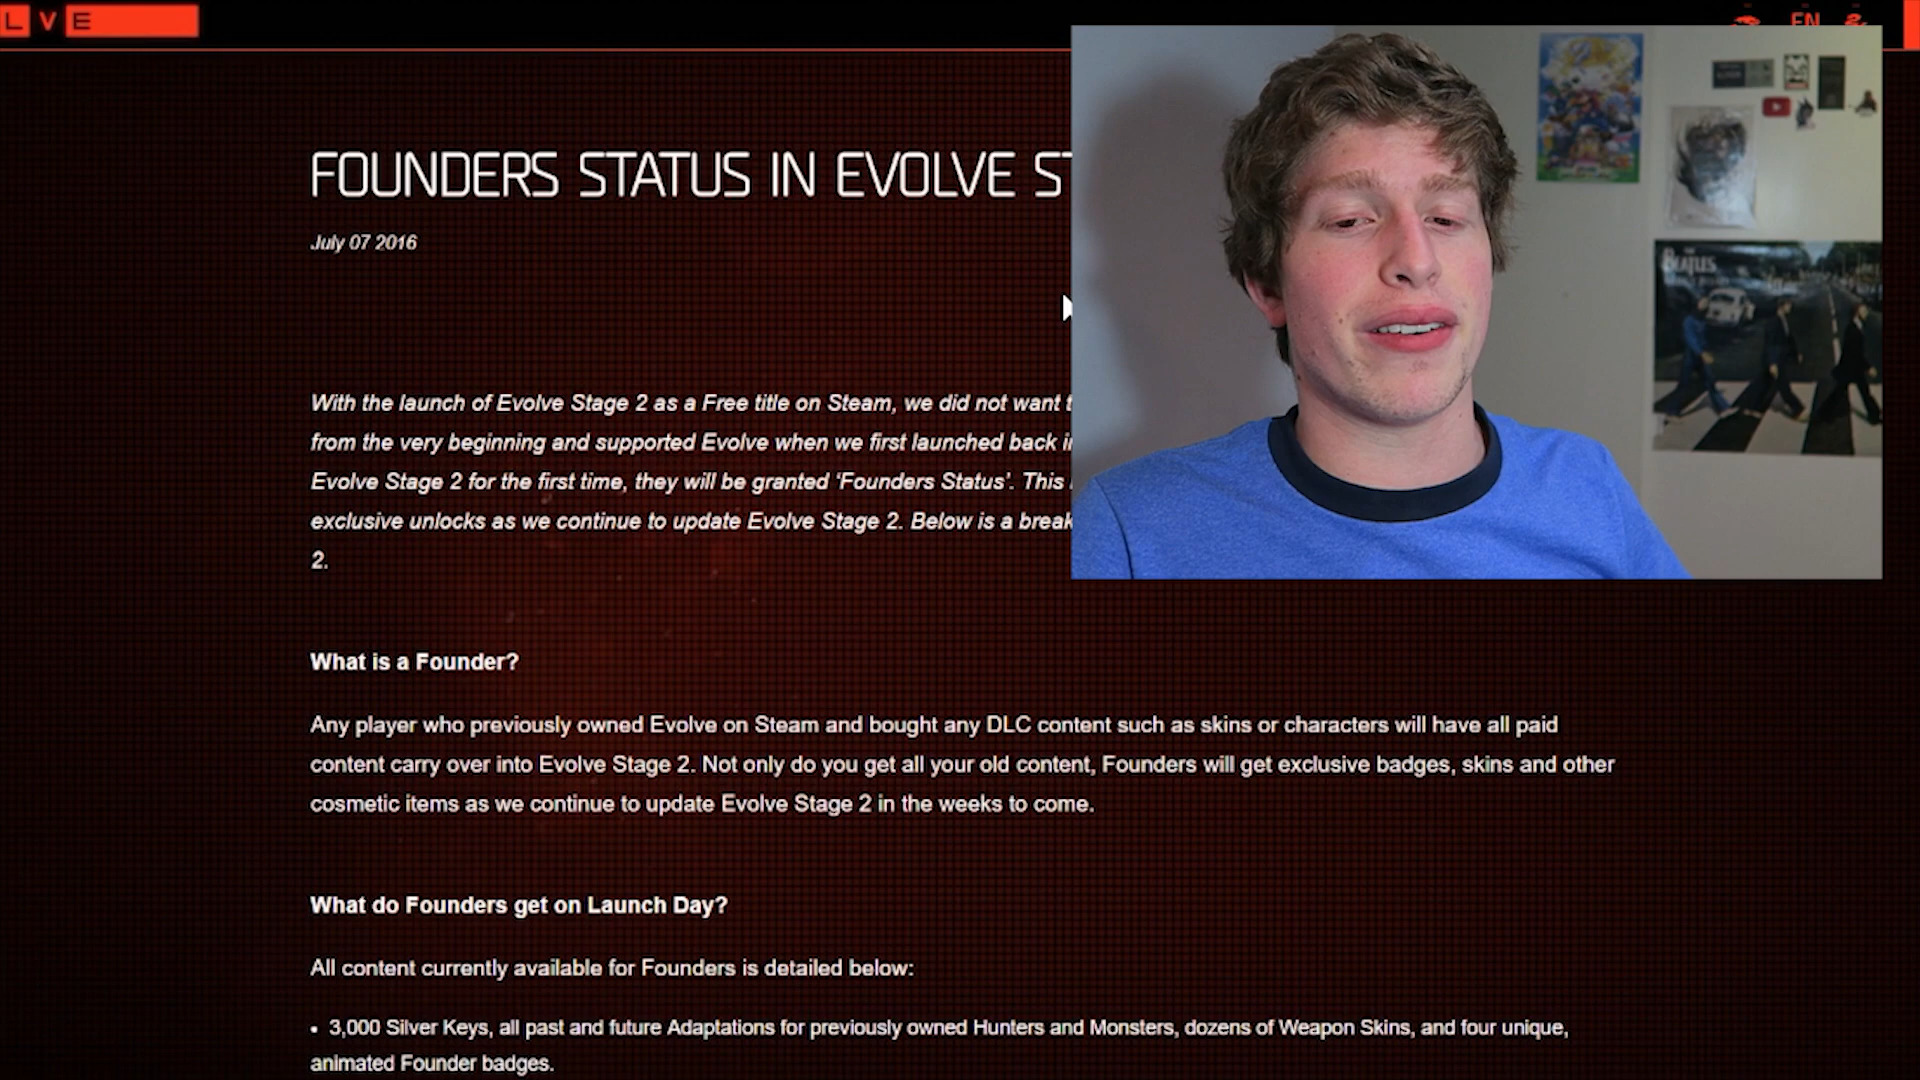 L V E
EN
FOUNDERS STATUS IN EVOLVE ST
July 07 2016
With the launch of Evolve Stage 2 as a Free title on Steam, we did not want
from the very beginning and supported Evolve when we first launched back
Evolve Stage 2 for the first time, they will be granted ‘Founders Status’. This
exclusive unlocks as we continue to update Evolve Stage 2. Below is a break
2.
What is a Founder?
Any player who previously owned Evolve on Steam and bought any DLC content such as skins or characters will have all paid
content carry over into Evolve Stage 2. Not only do you get all your old content, Founders will get exclusive badges, skins and other
cosmetic items as we continue to update Evolve Stage 2 in the weeks to come.
What do Founders get on Launch Day?
All content currently available for Founders is detailed below:
• 3,000 Silver Keys, all past and future Adaptations for previously owned Hunters and Monsters, dozens of Weapon Skins, and four unique,
animated Founder badges.
BEATLES